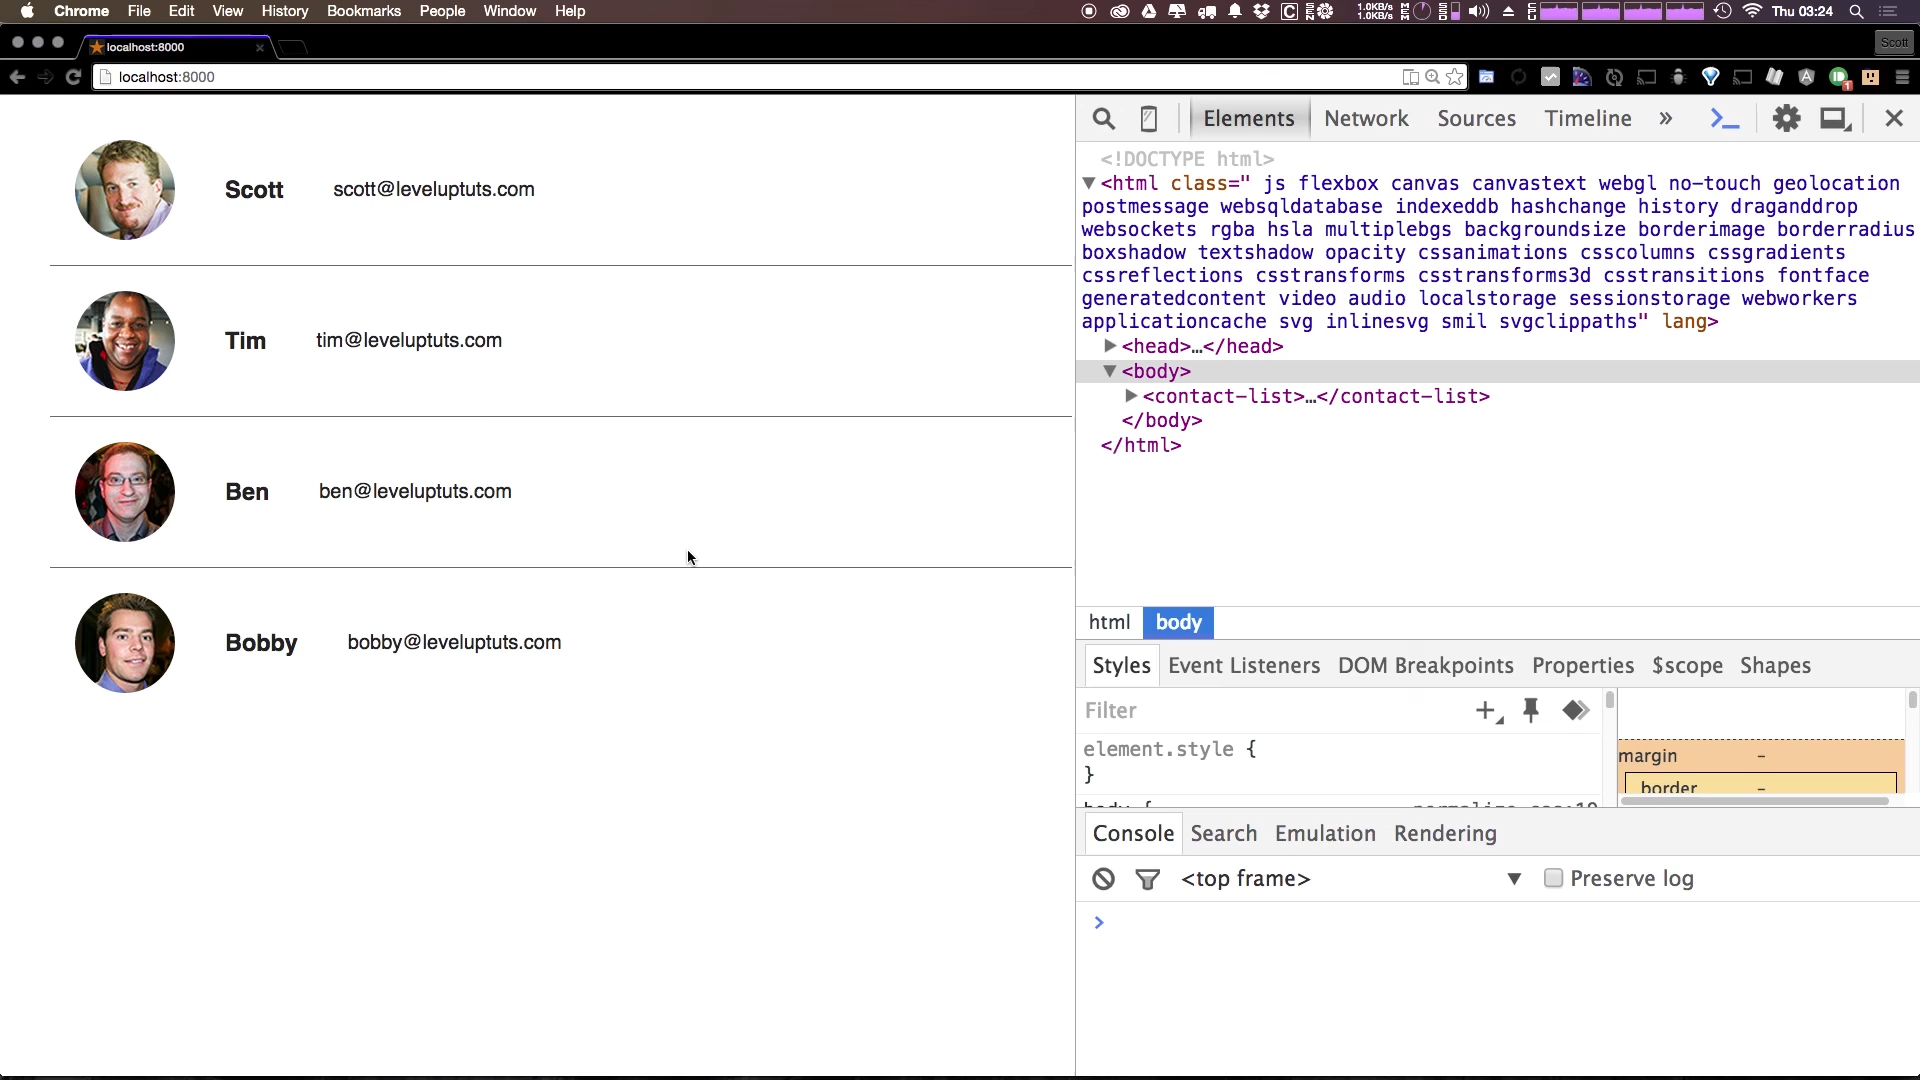 Chrome File Edit View History Bookmarks People Window Help
1.0KB/s
1.0KB/s
Thu 03:24
localhost:8000
Scott
localhost:8000
Scott scott@leveluptuts.com
Tim tim@leveluptuts.com
Ben ben@leveluptuts.com
Bobby bobby@leveluptuts.com
Elements Network Sources Timeline »
<!DOCTYPE html>
<html class=" js flexbox canvas canvastext webgl no-touch geolocation
postmessage websqldatabase indexeddb hashchange history draganddrop
websockets rgba hsla multiplebgs backgroundsize borderimage borderradius
boxshadow textshadow opacity cssanimations csscolumns cssgradients
cssreflections csstransforms csstransforms3d csstransitions fontface
generatedcontent video audio localstorage sessionstorage webworkers
applicationcache svg inlinesvg smil svgclippaths" lang>
<head>…</head>
<body>
<contact-list>…</contact-list>
</body>
</html>
html body
Styles Event Listeners DOM Breakpoints Properties $scope Shapes
Filter
element.style {
}
margin -
border -
Console Search Emulation Rendering
<top frame> Preserve log